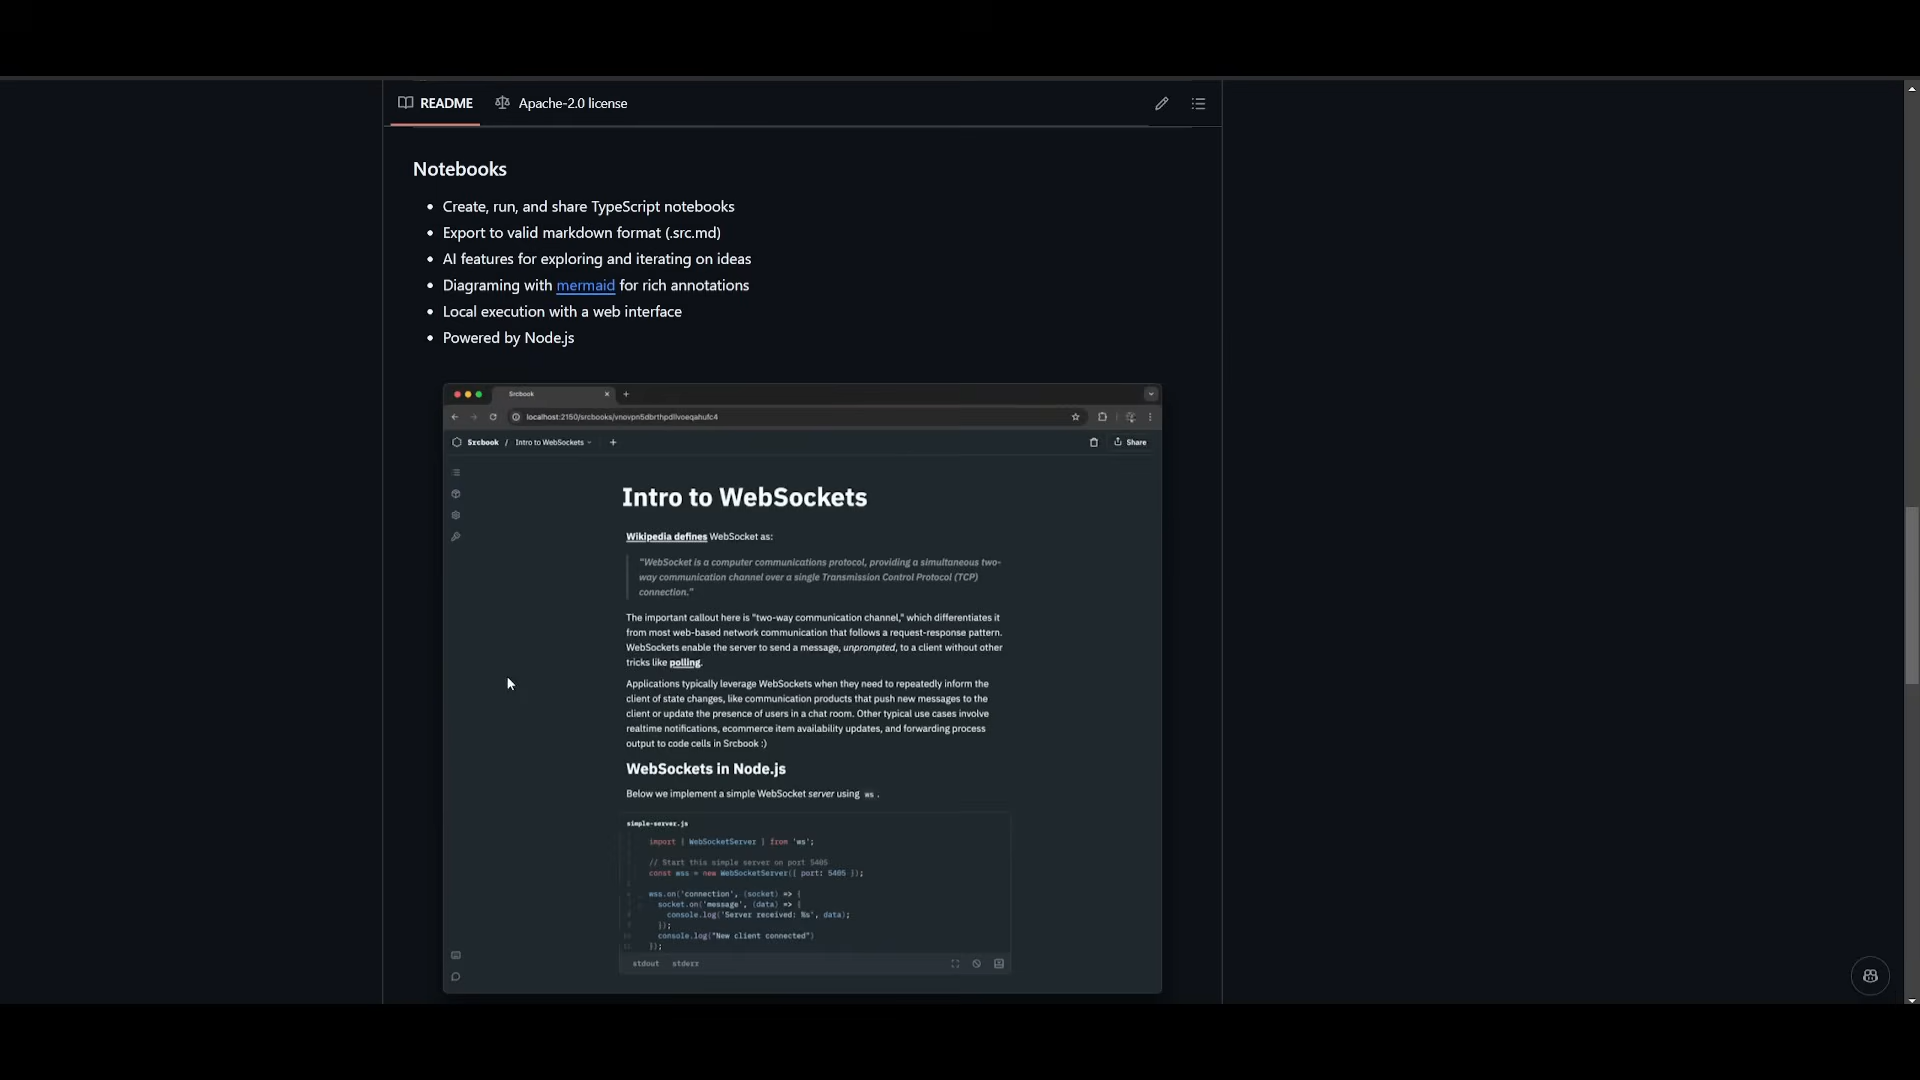 README Apache-2.0 license
Notebooks
• Create, run, and share TypeScript notebooks
• Export to valid markdown format (.src.md)
• AI features for exploring and iterating on ideas
• Diagraming with mermaid for rich annotations
• Local execution with a web interface
• Powered by Node.js
Srcbook
Srcbook / Intro to WebSockets
Share
Intro to WebSockets
Wikipedia defines WebSocket as:
"WebSocket is a computer communications protocol, providing a simultaneous two-
way communication channel over a single Transmission Control Protocol (TCP)
connection."
The important callout here is "two-way communication channel," which differentiates it
from most web-based network communication that follows a request-response pattern.
WebSockets enable the server to send a message, unprompted, to a client without other
tricks like polling.
Applications typically leverage WebSockets when they need to repeatedly inform the
client of state changes, like communication products that push new messages to the
client or update the presence of users in a chat room. Other typical use cases involve
realtime notifications, ecommerce item availability updates, and forwarding process
output to code cells in Srcbook :)
WebSockets in Node.js
Below we implement a simple WebSocket server using ws .
simple-server.js
import { WebSocketServer } from 'ws';
// Start this simple server on port 5405
const wss = new WebSocketServer({ port: 5405 });
wss.on('connection', (socket) => {
socket.on('message', (data) => {
console.log('Server received: %s', data);
});
console.log("New client connected")
});
stdout stderr